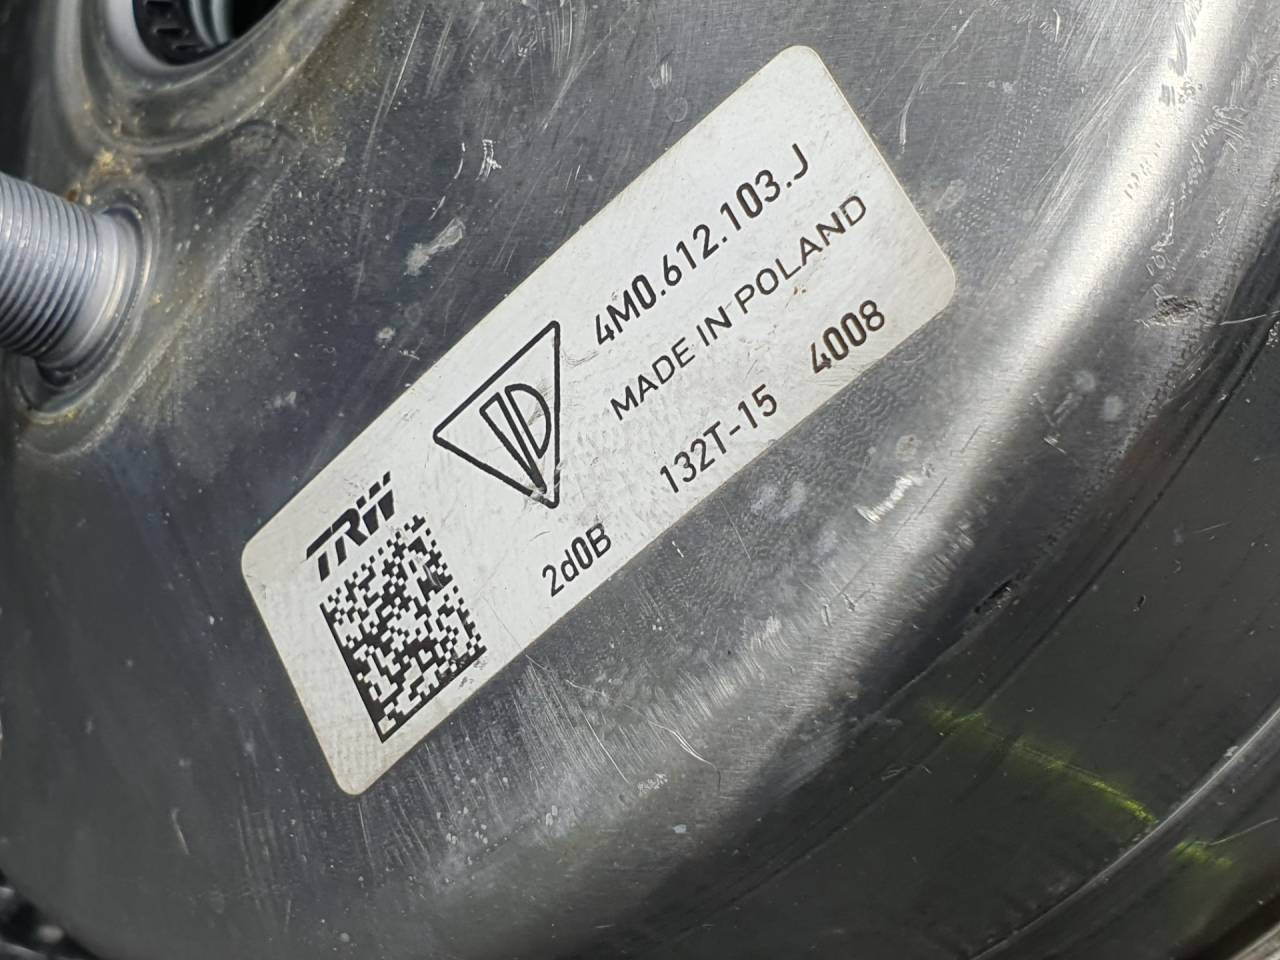 4M0.612.103.J
MADE IN POLAND
132T-15 4008
2d0B
TRW